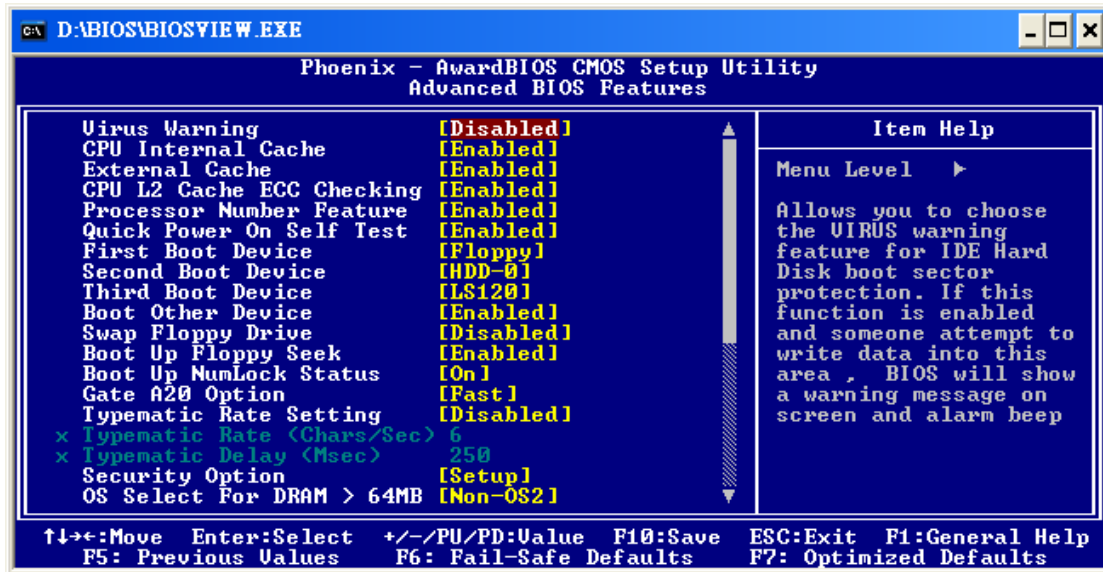 D:\BIOS\BIOSVIEW.EXE
Phoenix - AwardBIOS CMOS Setup Utility
Advanced BIOS Features
Virus Warning [Disabled]
CPU Internal Cache [Enabled]
External Cache [Enabled]
CPU L2 Cache ECC Checking [Enabled]
Processor Number Feature [Enabled]
Quick Power On Self Test [Enabled]
First Boot Device [Floppy]
Second Boot Device [HDD-0]
Third Boot Device [LS120]
Boot Other Device [Enabled]
Swap Floppy Drive [Disabled]
Boot Up Floppy Seek [Enabled]
Boot Up NumLock Status [On]
Gate A20 Option [Fast]
Typematic Rate Setting [Disabled]
x Typematic Rate (Chars/Sec) 6
x Typematic Delay (Msec) 250
Security Option [Setup]
OS Select For DRAM > 64MB [Non-OS2]
Item Help
Menu Level ►
Allows you to choose
the VIRUS warning
feature for IDE Hard
Disk boot sector
protection. If this
function is enabled
and someone attempt to
write data into this
area , BIOS will show
a warning message on
screen and alarm beep
↑↓→←:Move Enter:Select +/-/PU/PD:Value F10:Save ESC:Exit F1:General Help
F5: Previous Values F6: Fail-Safe Defaults F7: Optimized Defaults